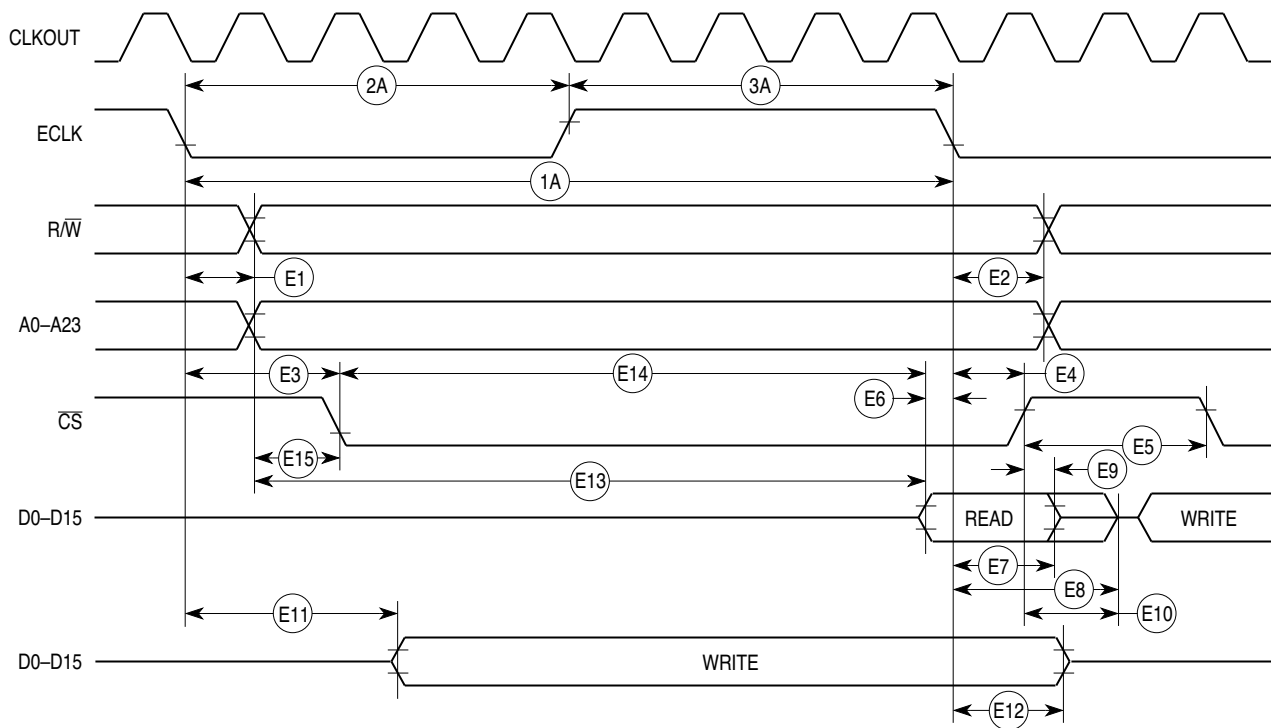 CLKOUT
2A
3A
ECLK
1A
R/W̅
E1
E2
A0–A23
E3
E14
E4
E6
C̅S̅
E15
E5
E13
E9
D0–D15
READ
WRITE
E7
E8
E11
E10
D0–D15
WRITE
E12